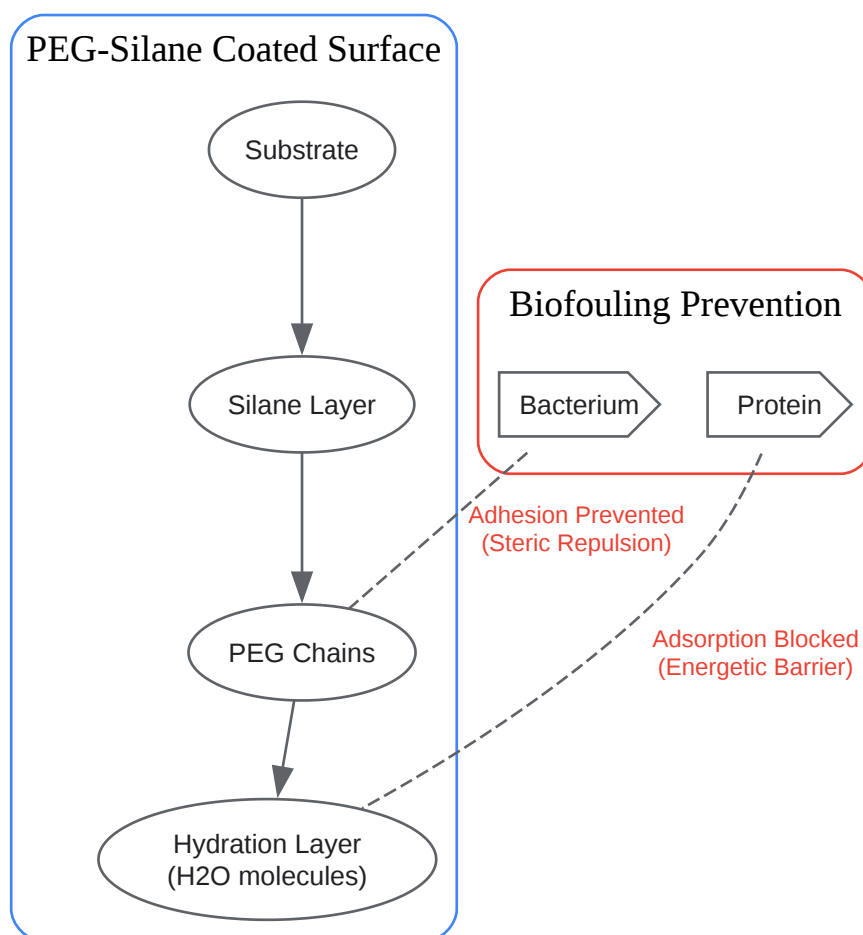 PEG-Silane Coated Surface
Substrate
Silane Layer
PEG Chains
Hydration Layer
(H2O molecules)
Biofouling Prevention
Bacterium
Protein
Adhesion Prevented
(Steric Repulsion)
Adsorption Blocked
(Energetic Barrier)